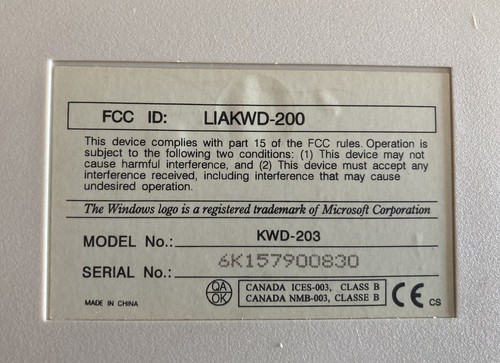 FCC ID: LIAKWD-200
This device complies with part 15 of the FCC rules. Operation is
subject to the following two conditions: (1) This device may not
cause harmful interference, and (2) This device must accept any
interference received, including interference that may cause
undesired operation.
The Windows logo is a registered trademark of Microsoft Corporation
MODEL No.: KWD-203
SERIAL No.: 6K157900830
MADE IN CHINA
QA OK
CANADA ICES-003, CLASS B
CANADA NMB-003, CLASSE B
CE CS